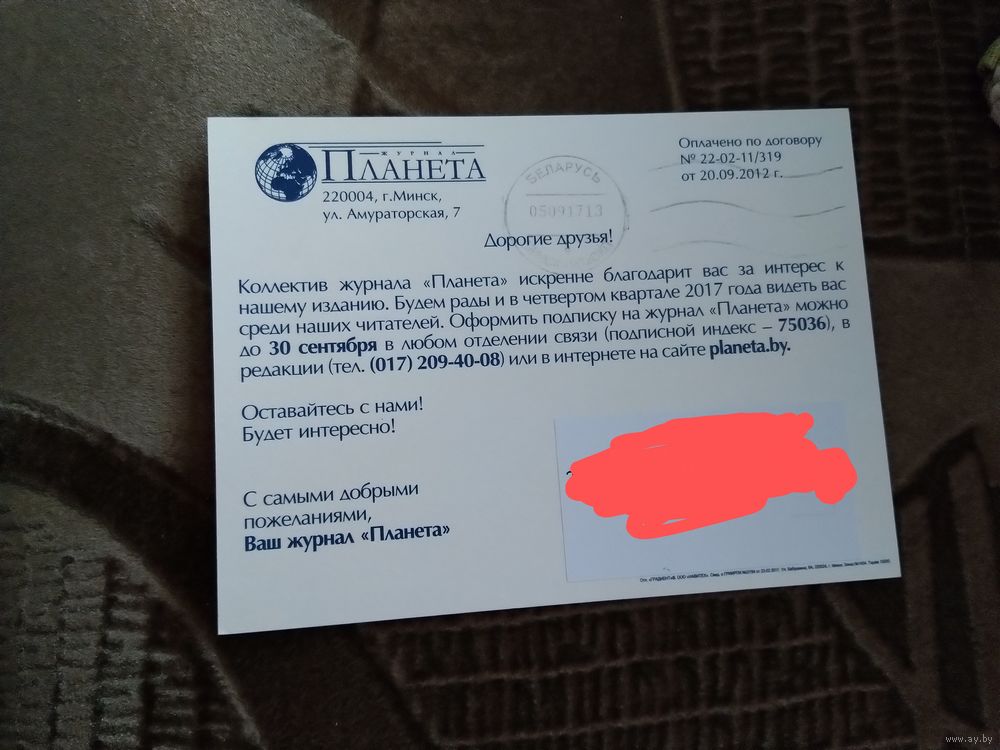 ЖУРНАЛ
ПЛАНЕТА
220004, г.Минск,
ул. Амураторская, 7
Оплачено по договору
№ 22-02-11/319
от 20.09.2012 г.
БЕЛАРУСЬ
05091713
Дорогие друзья!
Коллектив журнала «Планета» искренне благодарит вас за интерес к
нашему изданию. Будем рады и в четвертом квартале 2017 года видеть вас
среди наших читателей. Оформить подписку на журнал «Планета» можно
до 30 сентября в любом отделении связи (подписной индекс – 75036), в
редакции (тел. (017) 209-40-08) или в интернете на сайте planeta.by.
Оставайтесь с нами!
Будет интересно!
С самыми добрыми
пожеланиями,
Ваш журнал «Планета»
www.ay.by